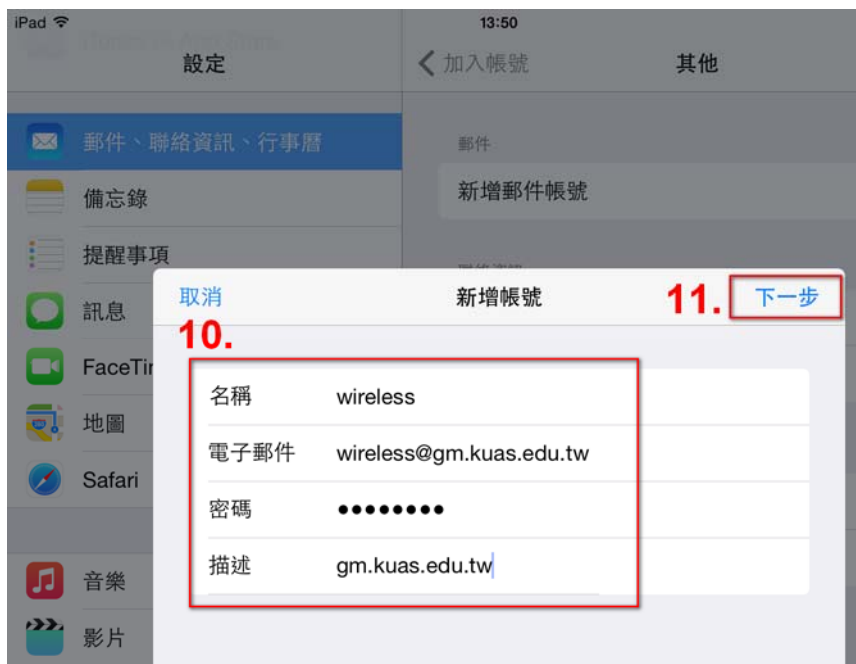 iPad
13:50
設定
加入帳號
其他
郵件、聯絡資訊、行事曆
郵件
備忘錄
新增郵件帳號
提醒事項
聯絡資訊
訊息
取消
新增帳號
11.
下一步
10.
FaceTi
名稱
wireless
地圖
電子郵件
wireless@gm.kuas.edu.tw
Safari
密碼
••••••••
描述
gm.kuas.edu.tw
音樂
影片